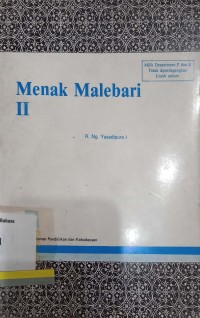 Menak Malebari
II
Milik Departemen P dan K
Tidak diperdagangkan
Untuk umum
R. Ng. Yasadipura I
Pendidikan dan Kebudayaan